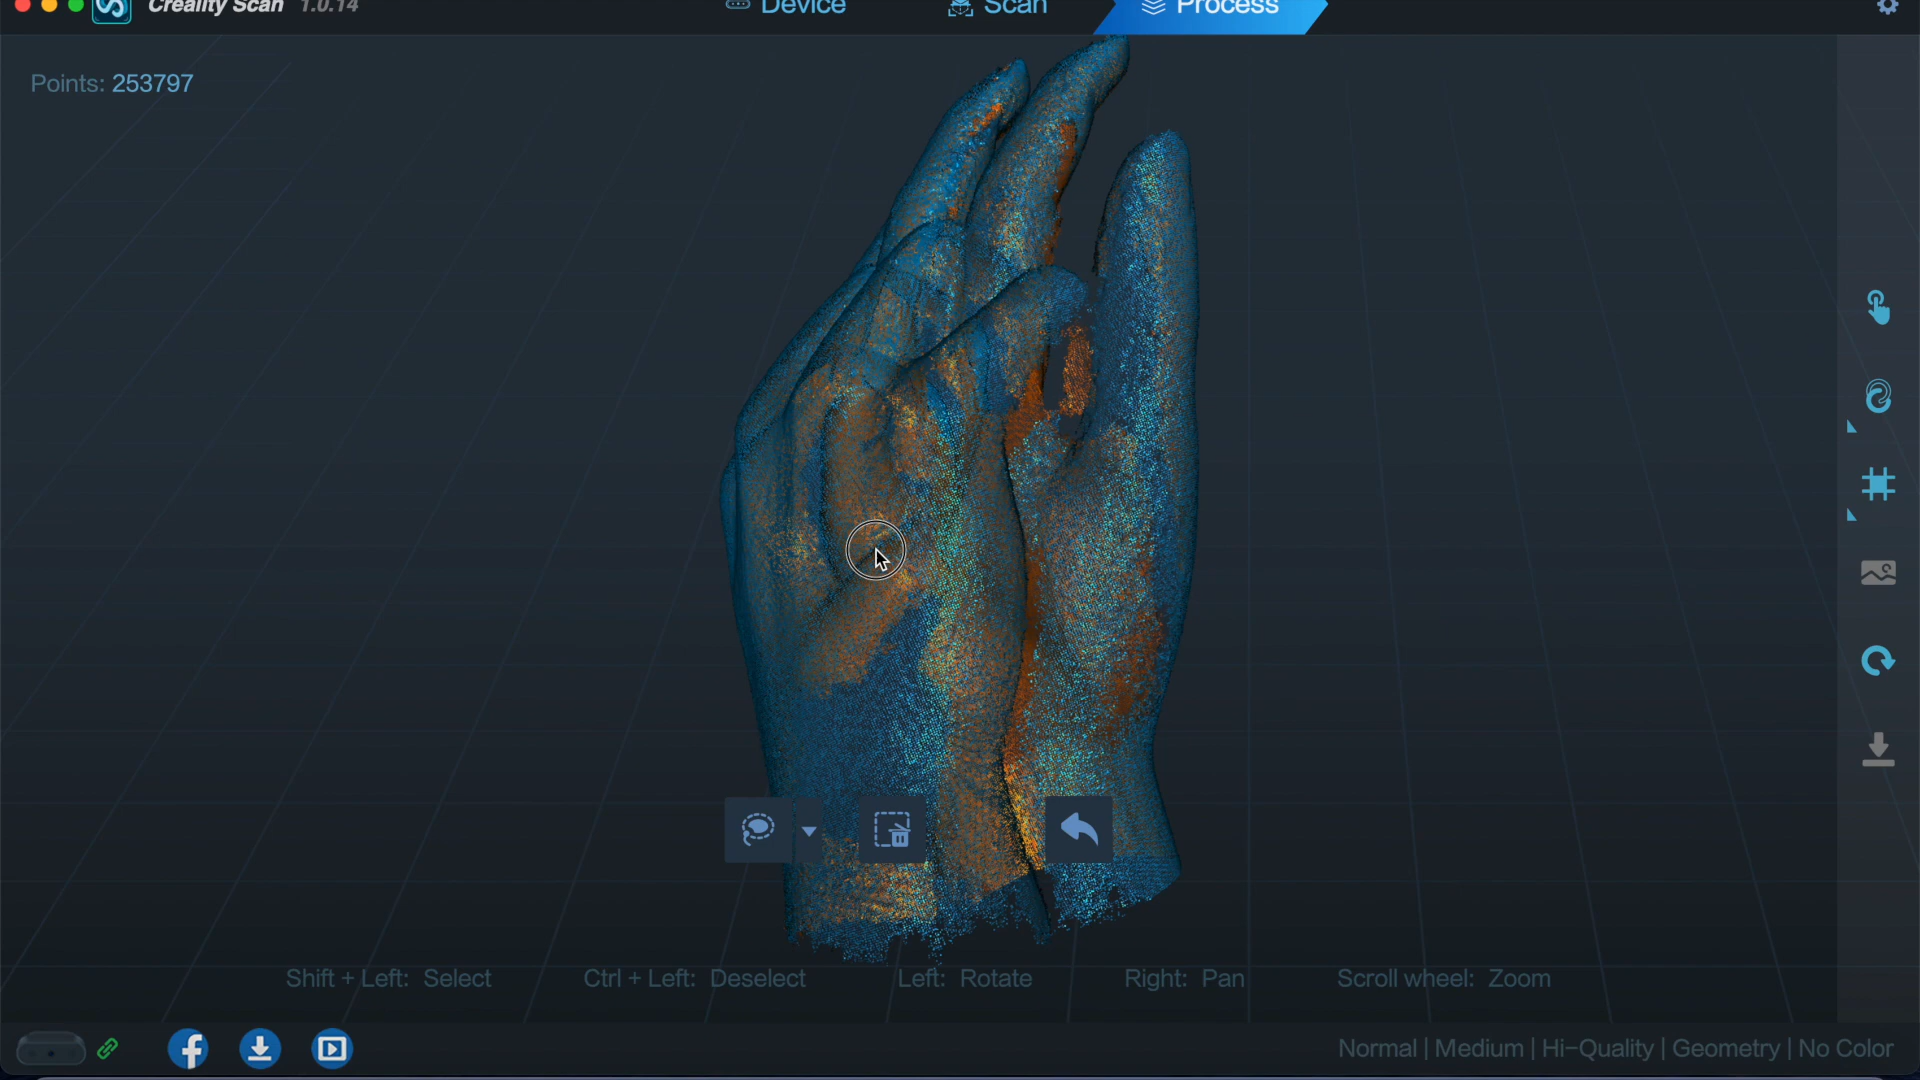 Creality Scan 1.0.14
Device
Scan
Process
Points: 253797
Shift + Left: Select
Ctrl + Left: Deselect
Left: Rotate
Right: Pan
Scroll wheel: Zoom
Normal | Medium | Hi-Quality | Geometry | No Color